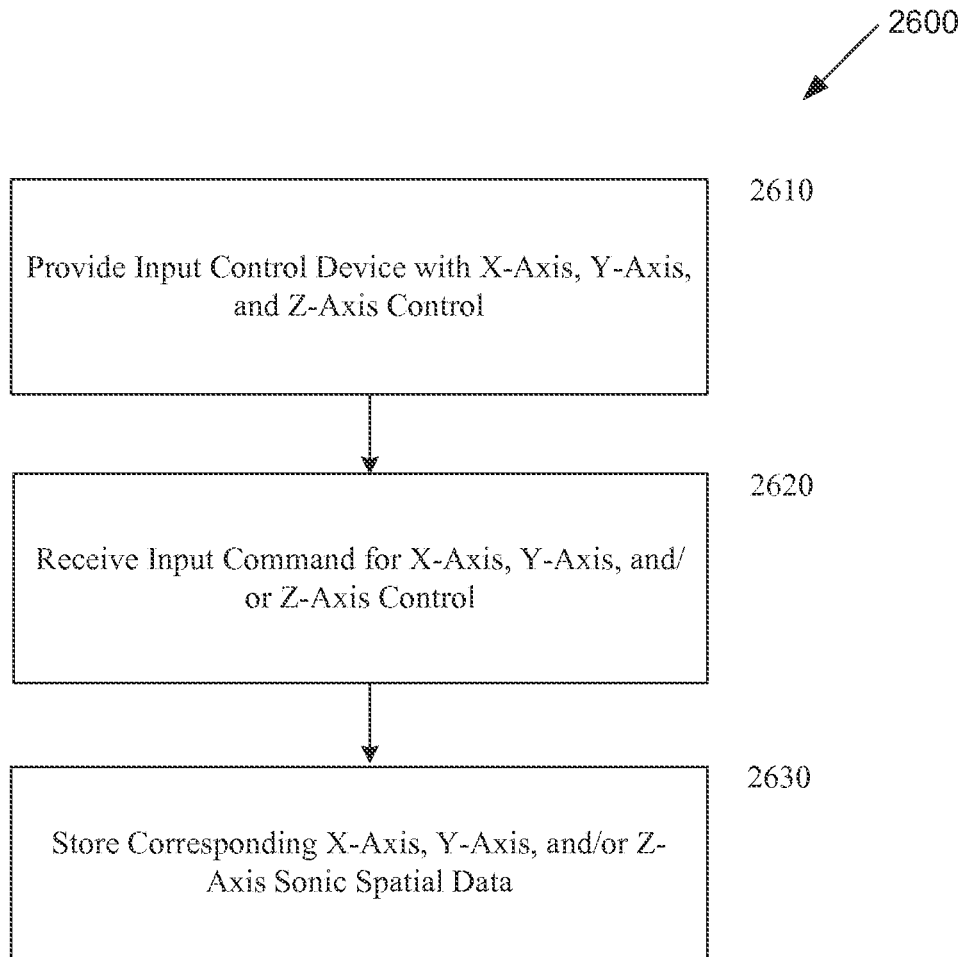 2600
2610
Provide Input Control Device with X-Axis, Y-Axis,
and Z-Axis Control
2620
Receive Input Command for X-Axis, Y-Axis, and/
or Z-Axis Control
2630
Store Corresponding X-Axis, Y-Axis, and/or Z-
Axis Sonic Spatial Data